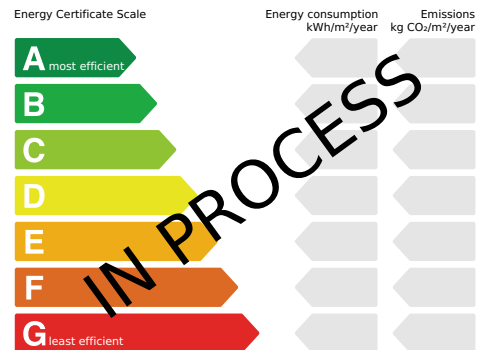 Energy Certificate Scale
Energy consumption
kWh/m²/year
Emissions
kg CO₂/m²/year
A most efficient
B
C
D
E
F
G least efficient
IN PROCESS